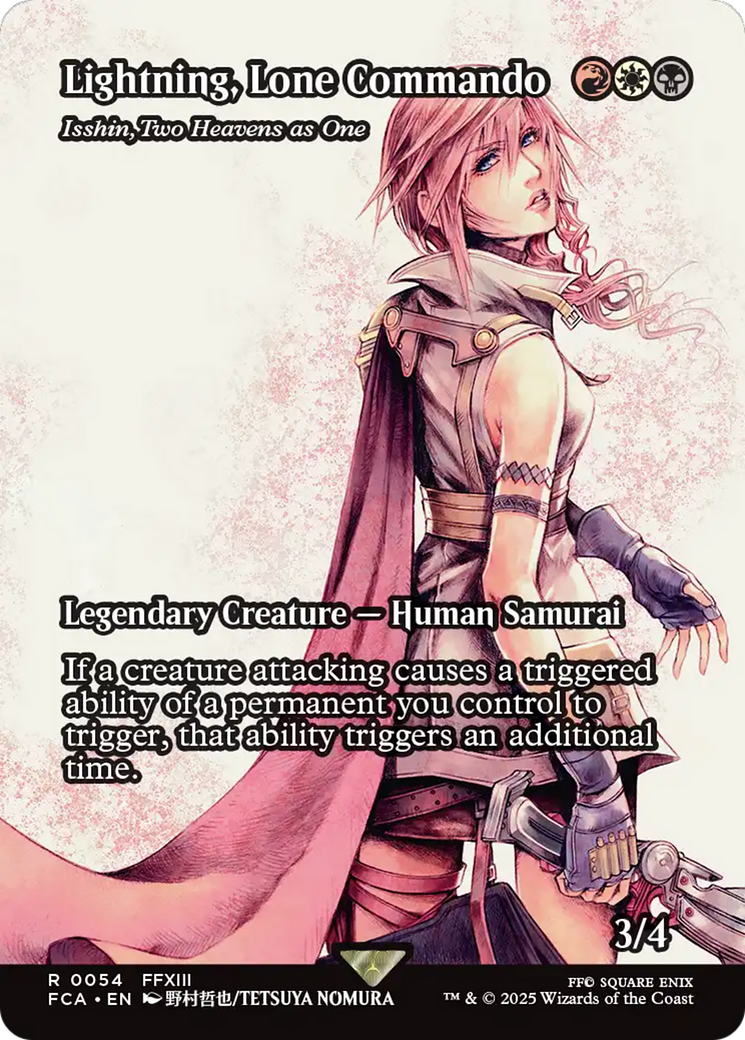 Lightning, Lone Commando
Isshin, Two Heavens as One
Legendary Creature — Human Samurai
If a creature attacking causes a triggered
ability of a permanent you control to
trigger, that ability triggers an additional
time.
3/4
R 0054 FFXIII
FCA • EN 野村哲也/TETSUYA NOMURA
FF© SQUARE ENIX
™ & © 2025 Wizards of the Coast